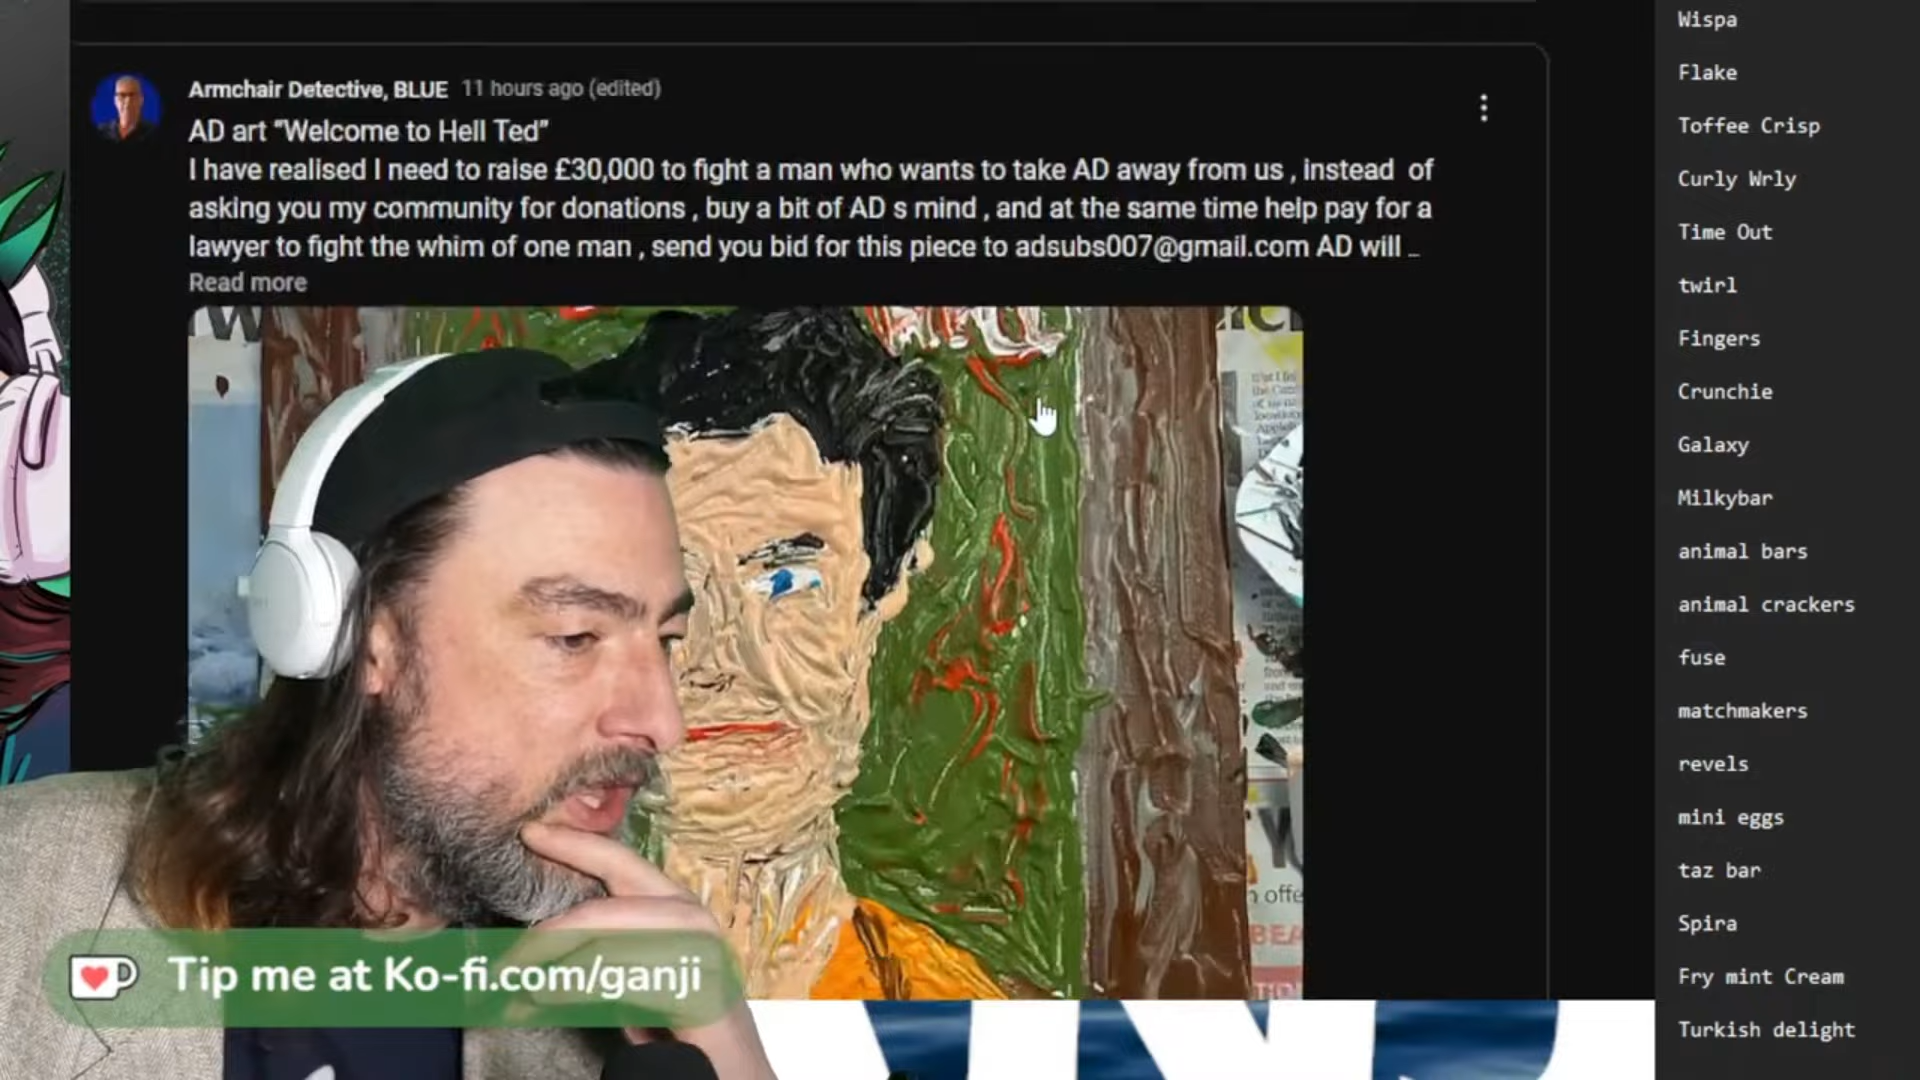 Armchair Detective, BLUE 11 hours ago (edited)
AD art “Welcome to Hell Ted”
I have realised I need to raise £30,000 to fight a man who wants to take AD away from us , instead of
asking you my community for donations , buy a bit of AD s mind , and at the same time help pay for a
lawyer to fight the whim of one man , send you bid for this piece to adsubs007@gmail.com AD will ...
Read more
Tip me at Ko-fi.com/ganji
Wispa
Flake
Toffee Crisp
Curly Wrly
Time Out
twirl
Fingers
Crunchie
Galaxy
Milkybar
animal bars
animal crackers
fuse
matchmakers
revels
mini eggs
taz bar
Spira
Fry mint Cream
Turkish delight